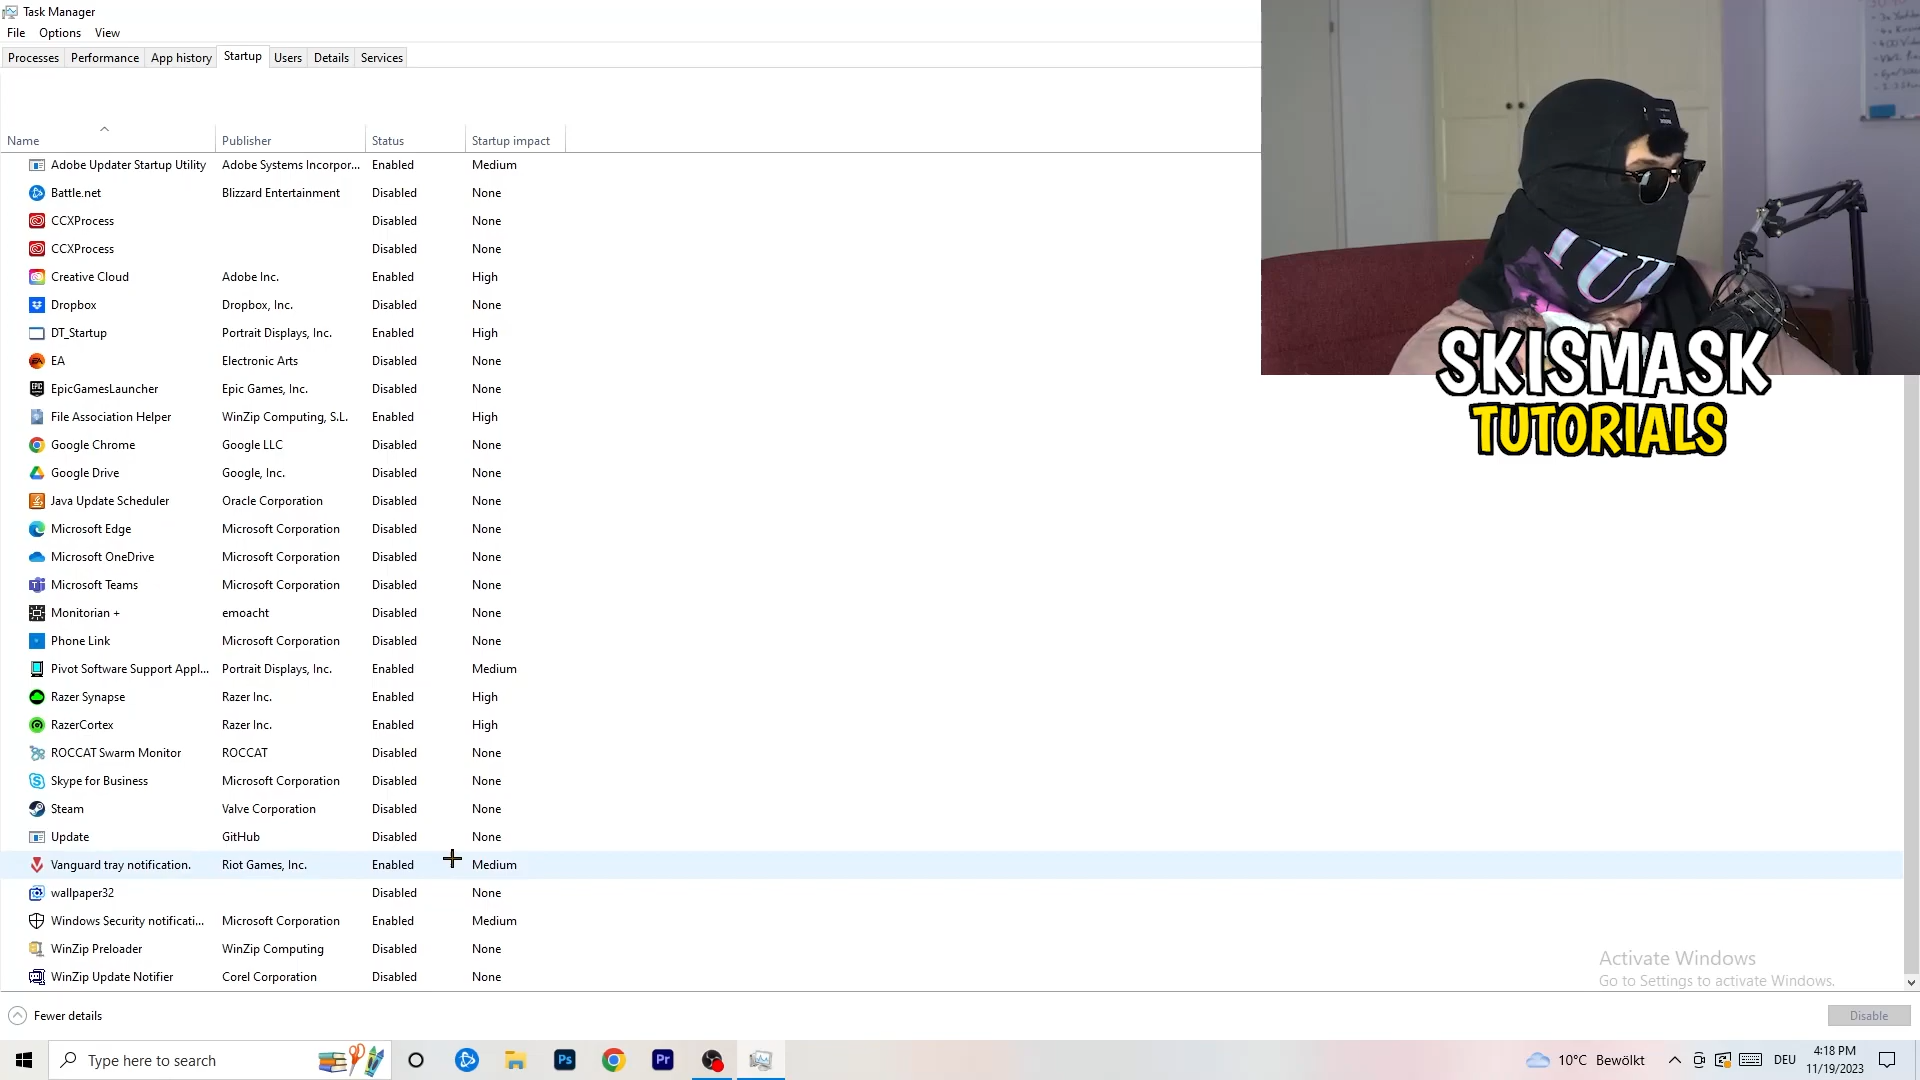 Task Manager
File Options View
Processes Performance App history Startup Users Details Services
Name Publisher Status Startup impact
Adobe Updater Startup Utility Adobe Systems Incorpor... Enabled Medium
Battle.net Blizzard Entertainment Disabled None
CCXProcess Disabled None
CCXProcess Disabled None
Creative Cloud Adobe Inc. Enabled High
Dropbox Dropbox, Inc. Disabled None
DT_Startup Portrait Displays, Inc. Enabled High
EA Electronic Arts Disabled None
EpicGamesLauncher Epic Games, Inc. Disabled None
File Association Helper WinZip Computing, S.L. Enabled High
Google Chrome Google LLC Disabled None
Google Drive Google, Inc. Disabled None
Java Update Scheduler Oracle Corporation Disabled None
Microsoft Edge Microsoft Corporation Disabled None
Microsoft OneDrive Microsoft Corporation Disabled None
Microsoft Teams Microsoft Corporation Disabled None
Monitorian + emoacht Disabled None
Phone Link Microsoft Corporation Disabled None
Pivot Software Support Appl... Portrait Displays, Inc. Enabled Medium
Razer Synapse Razer Inc. Enabled High
RazerCortex Razer Inc. Enabled High
ROCCAT Swarm Monitor ROCCAT Disabled None
Skype for Business Microsoft Corporation Disabled None
Steam Valve Corporation Disabled None
Update GitHub Disabled None
Vanguard tray notification. Riot Games, Inc. Enabled Medium
wallpaper32 Disabled None
Windows Security notificati... Microsoft Corporation Enabled Medium
WinZip Preloader WinZip Computing Disabled None
WinZip Update Notifier Corel Corporation Disabled None
SKISMASK
TUTORIALS
Activate Windows
Go to Settings to activate Windows.
Fewer details
Disable
Type here to search
Ps
Pr
10°C Bewölkt
DEU
4:18 PM
11/19/2023